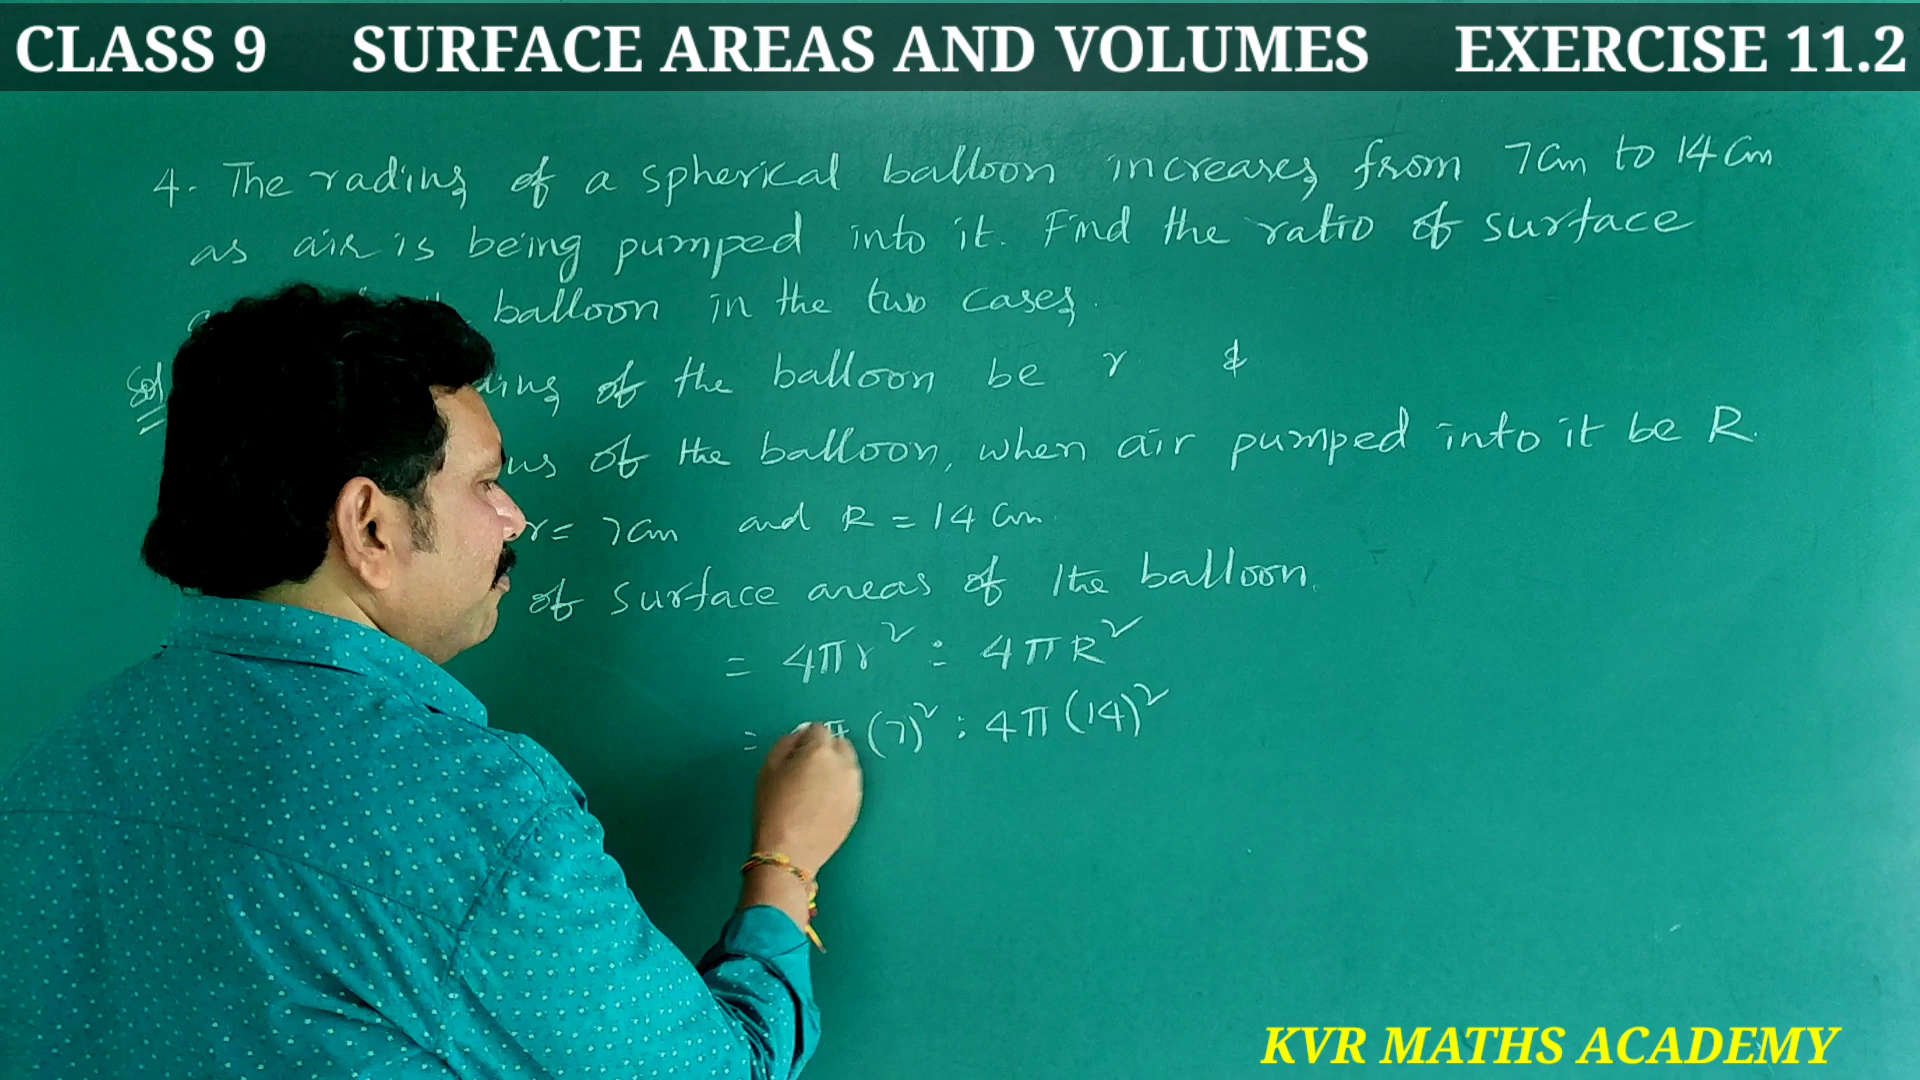 CLASS 9 SURFACE AREAS AND VOLUMES EXERCISE 11.2
4. The radius of a spherical balloon increases from 7cm to 14cm
as air is being pumped into it. Find the ratio of surface
balloon in the two cases.
Sol of the balloon be r &
of the balloon, when air pumped into it be R.
r = 7cm and R = 14cm.
of surface areas of the balloon.
= 4πr² : 4πR²
= (7)² : 4π(14)²
KVR MATHS ACADEMY